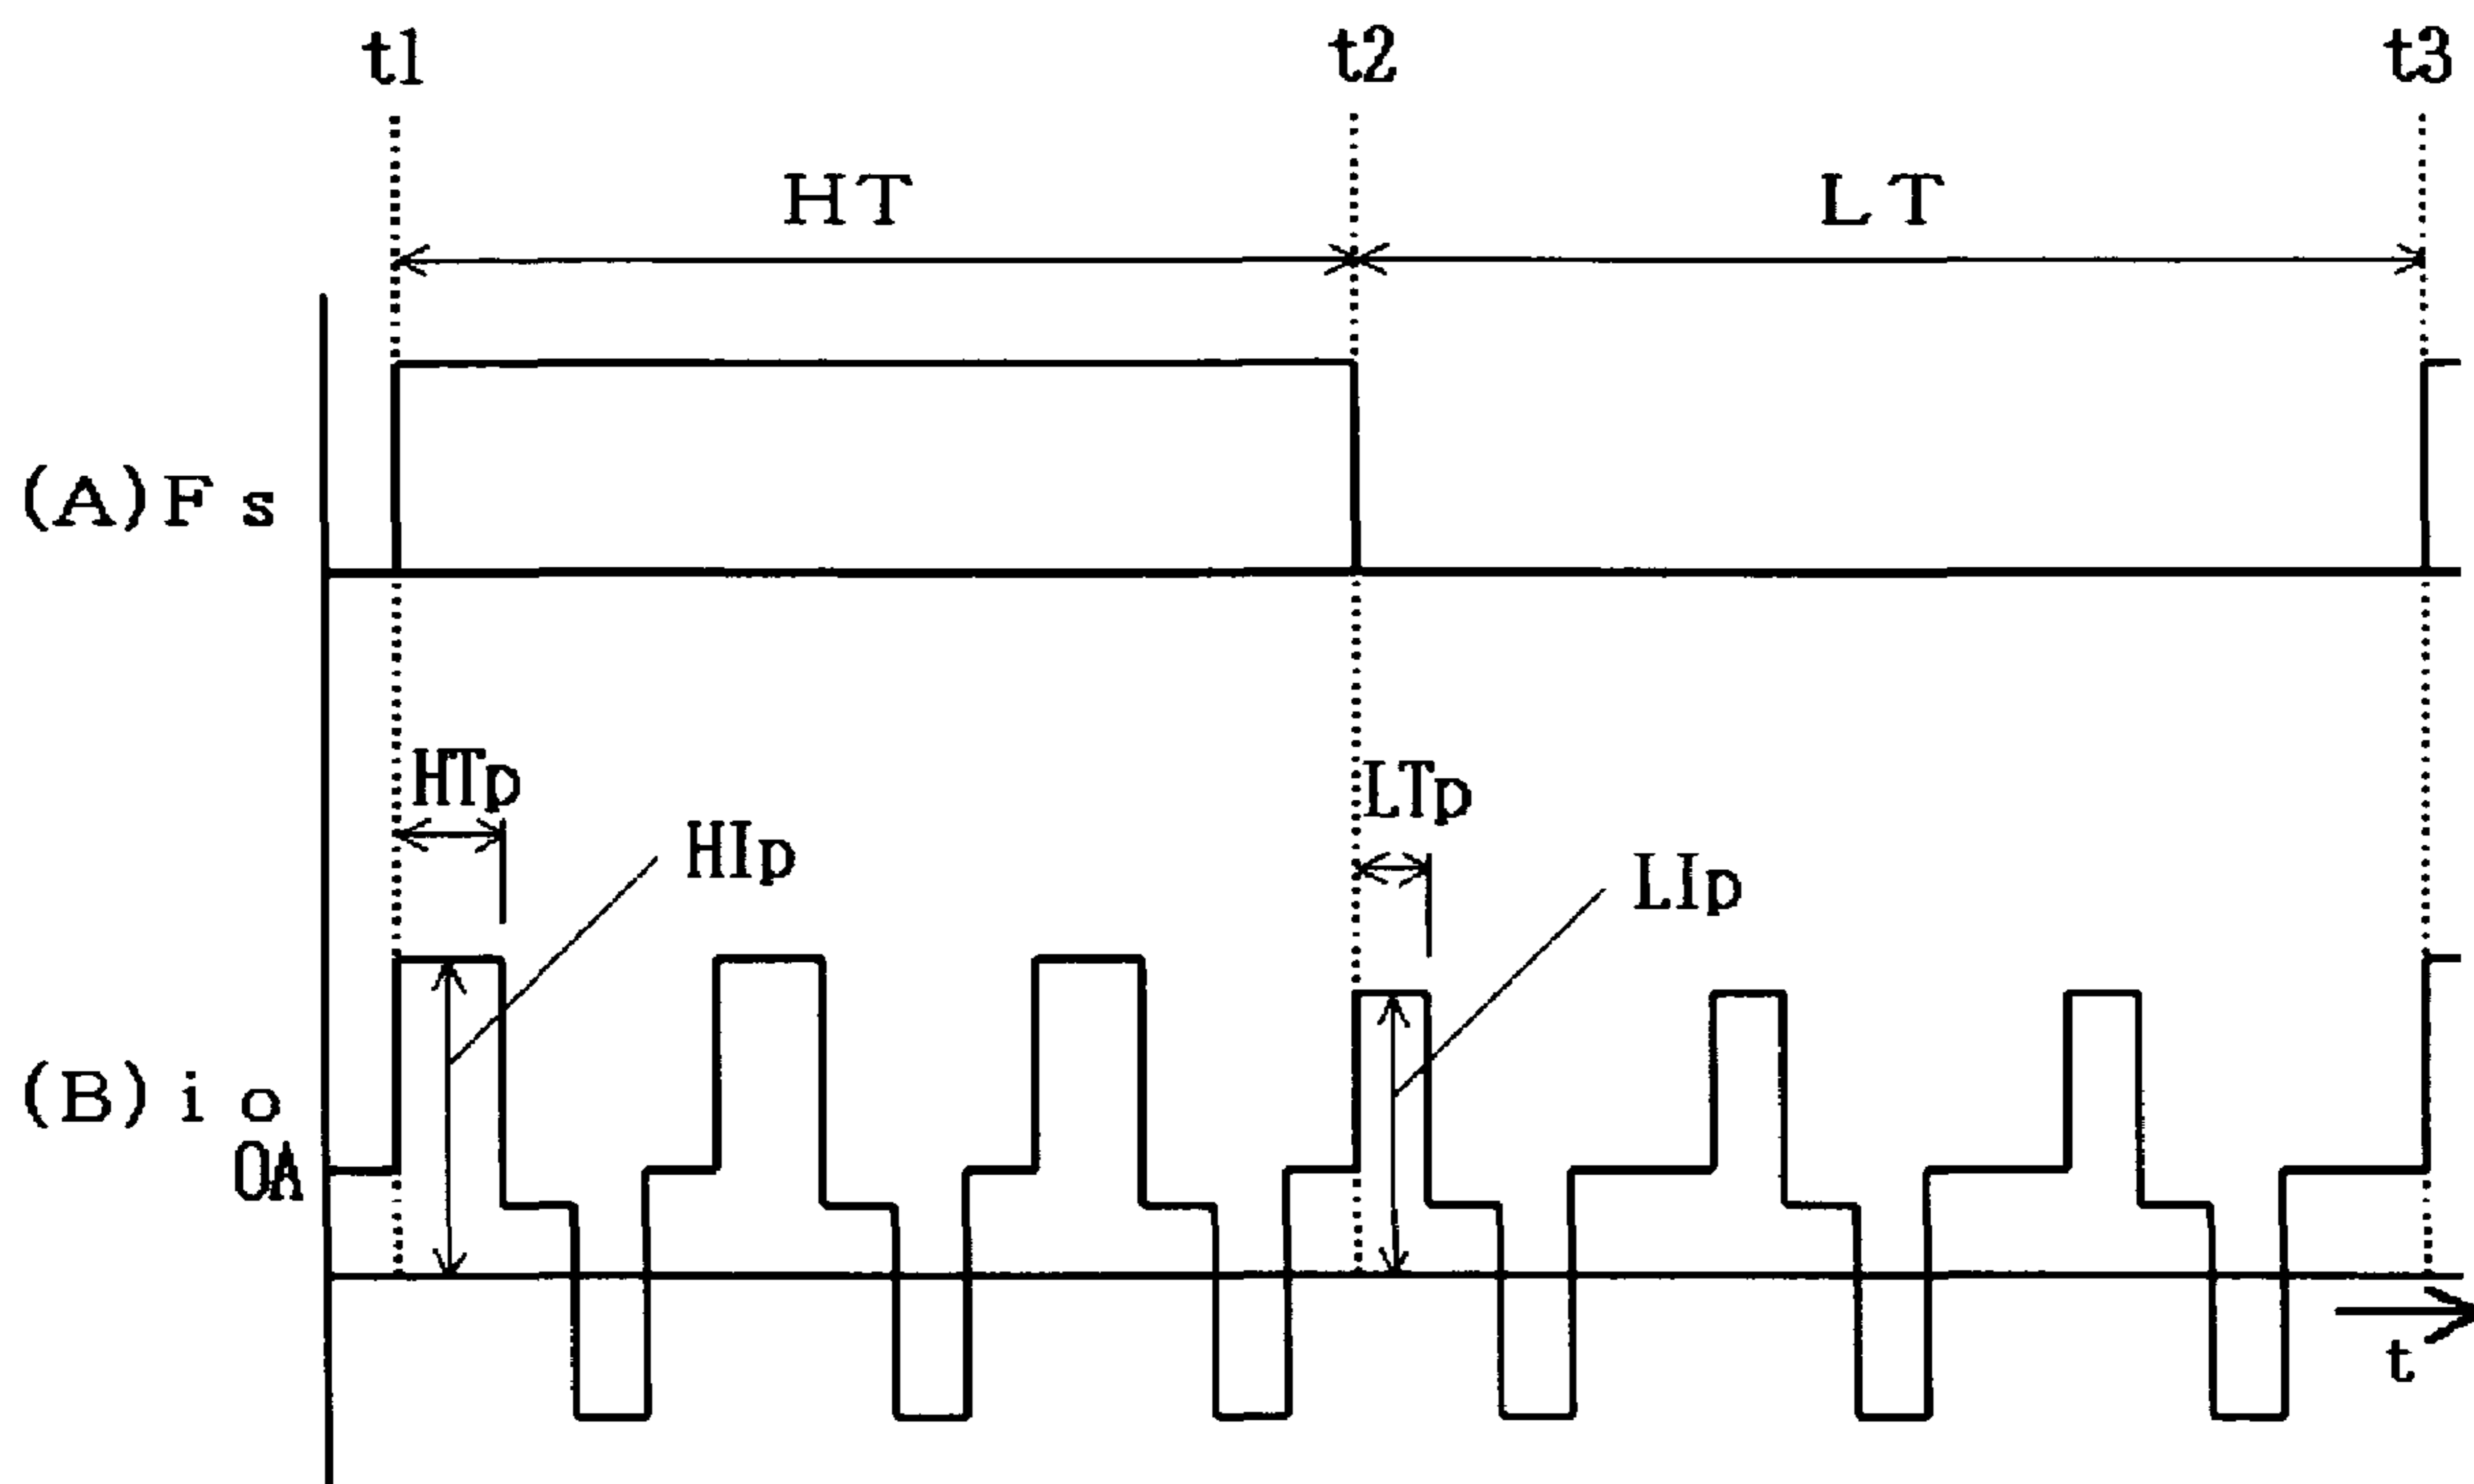 t1 t2 t3
HT LT
(A)Fs
HTp LTp
HIp LIp
(B)io
0A
t